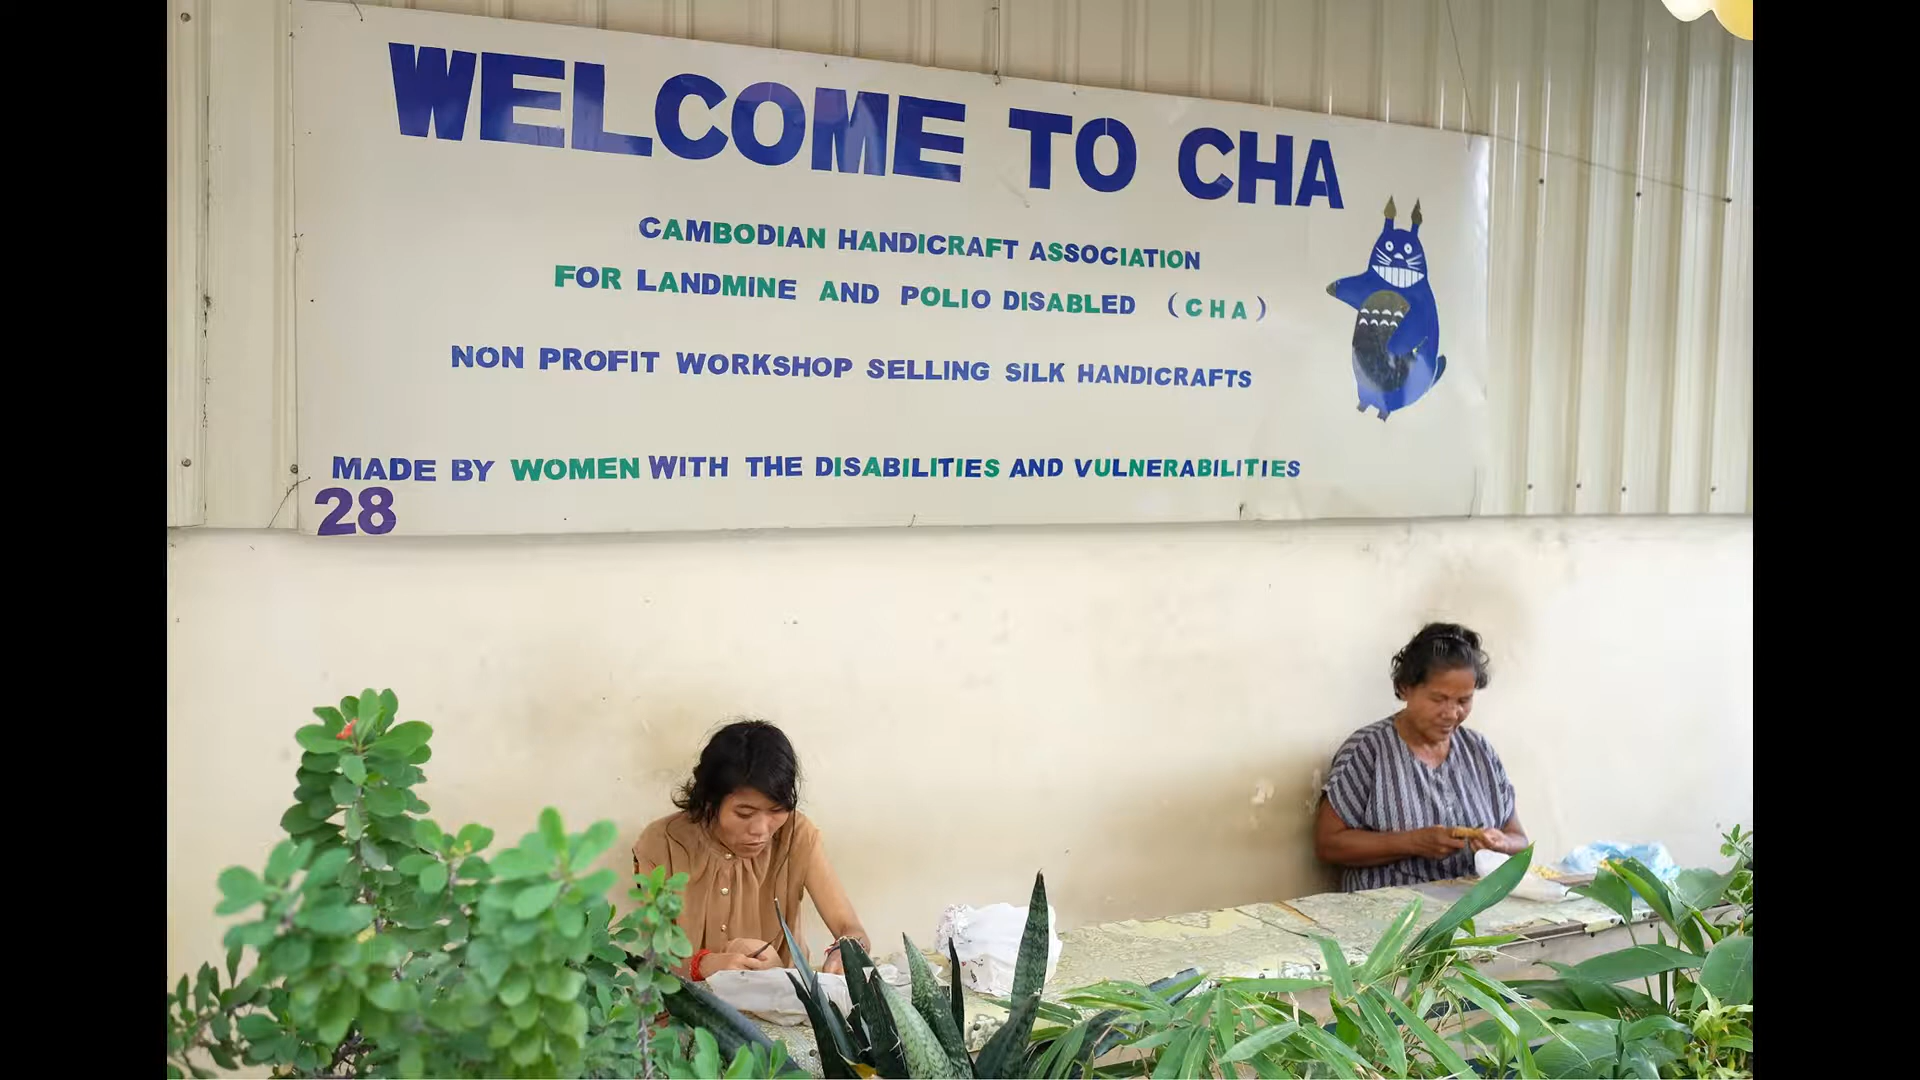 WELCOME TO CHA
CAMBODIAN HANDICRAFT ASSOCIATION
FOR LANDMINE AND POLIO DISABLED (CHA)
NON PROFIT WORKSHOP SELLING SILK HANDICRAFTS
MADE BY WOMEN WITH THE DISABILITIES AND VULNERABILITIES
28